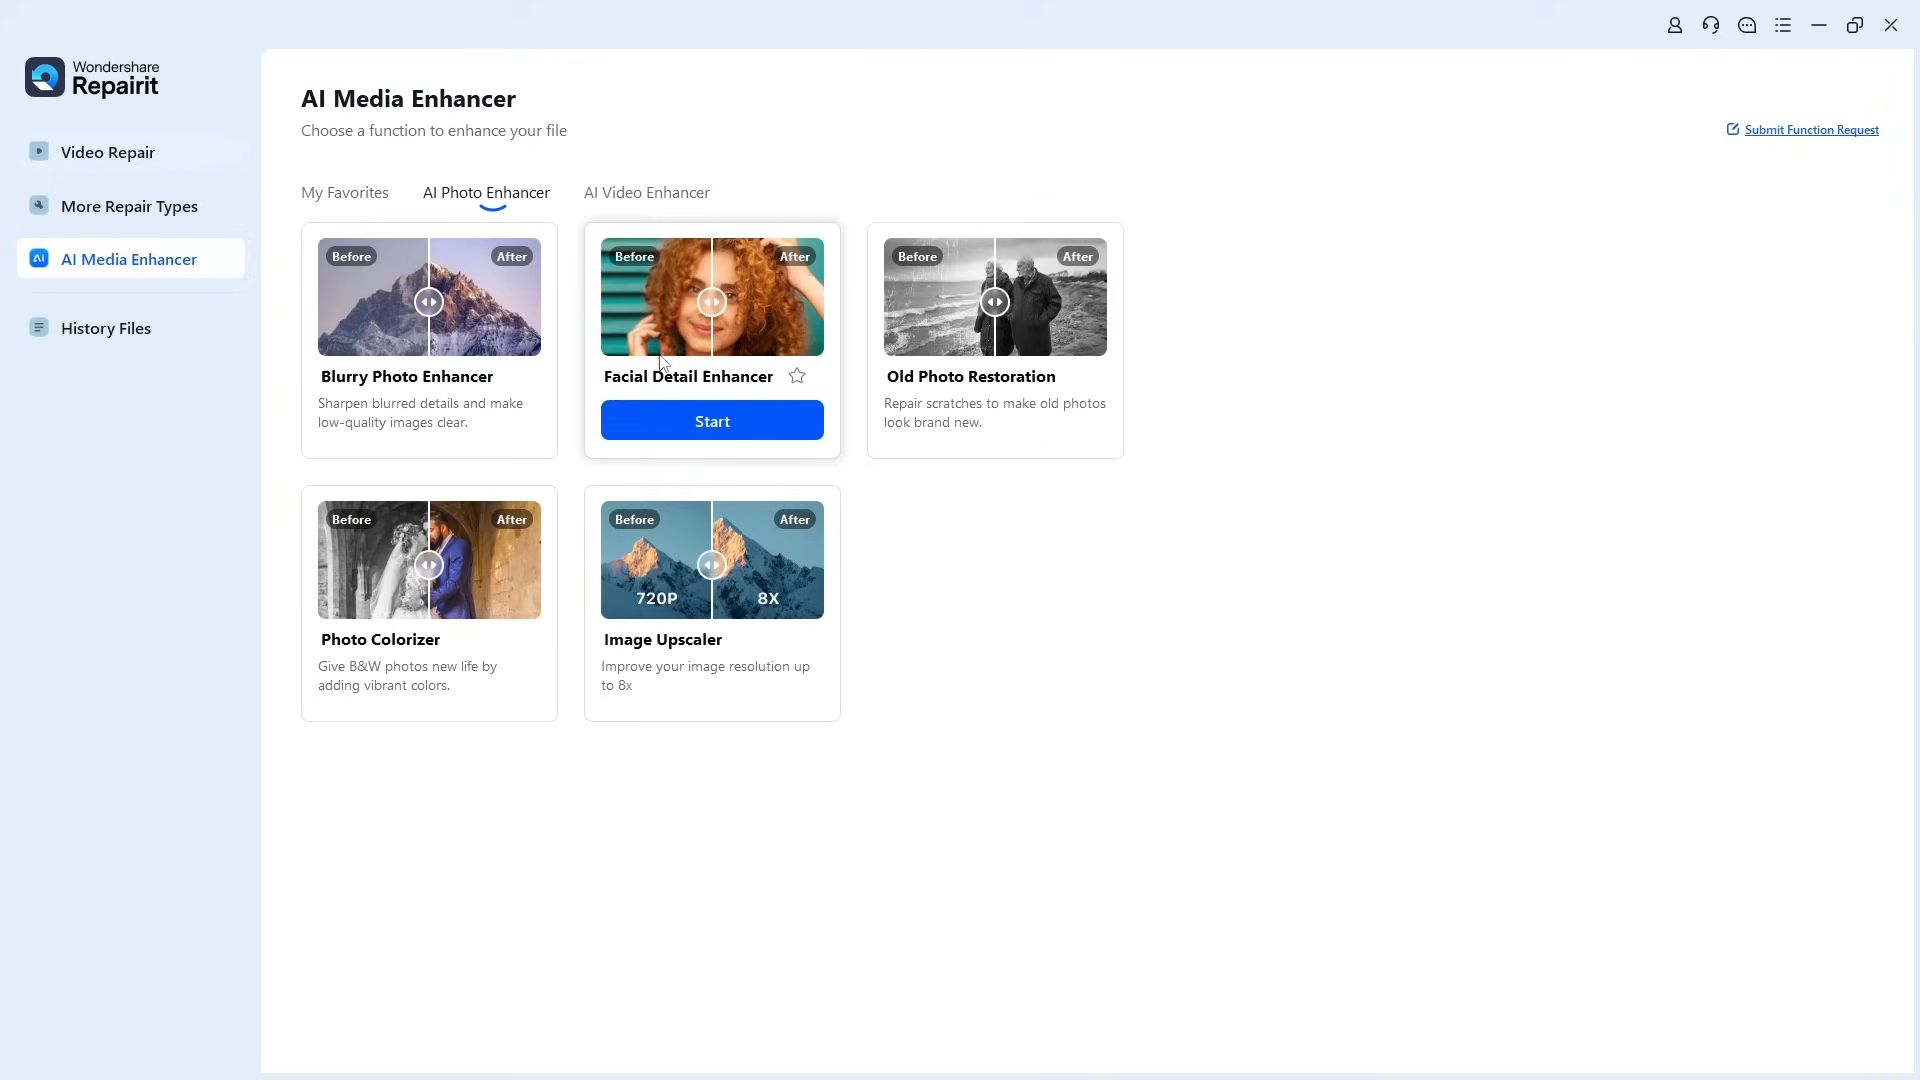 Wondershare
Repairit
Video Repair
More Repair Types
AI Media Enhancer
History Files
AI Media Enhancer
Choose a function to enhance your file
Submit Function Request
My Favorites
AI Photo Enhancer
AI Video Enhancer
Before
After
Blurry Photo Enhancer
Sharpen blurred details and make
low-quality images clear.
Before
After
Facial Detail Enhancer
Start
Before
After
Old Photo Restoration
Repair scratches to make old photos
look brand new.
Before
After
Photo Colorizer
Give B&W photos new life by
adding vibrant colors.
Before
After
720P
8X
Image Upscaler
Improve your image resolution up
to 8x